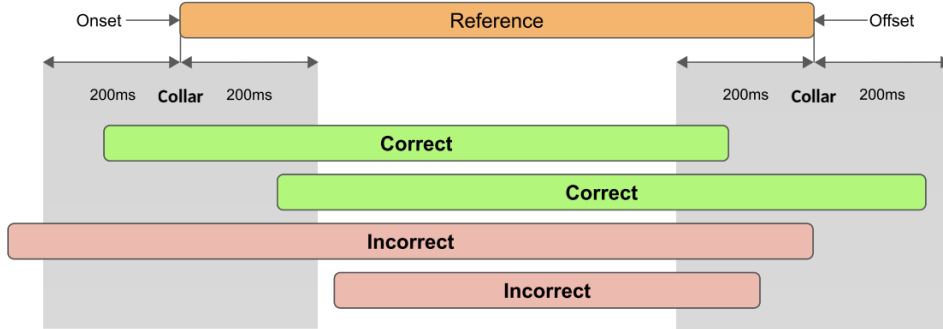 Onset Reference Offset
200ms Collar 200ms 200ms Collar 200ms
Correct
Correct
Incorrect
Incorrect